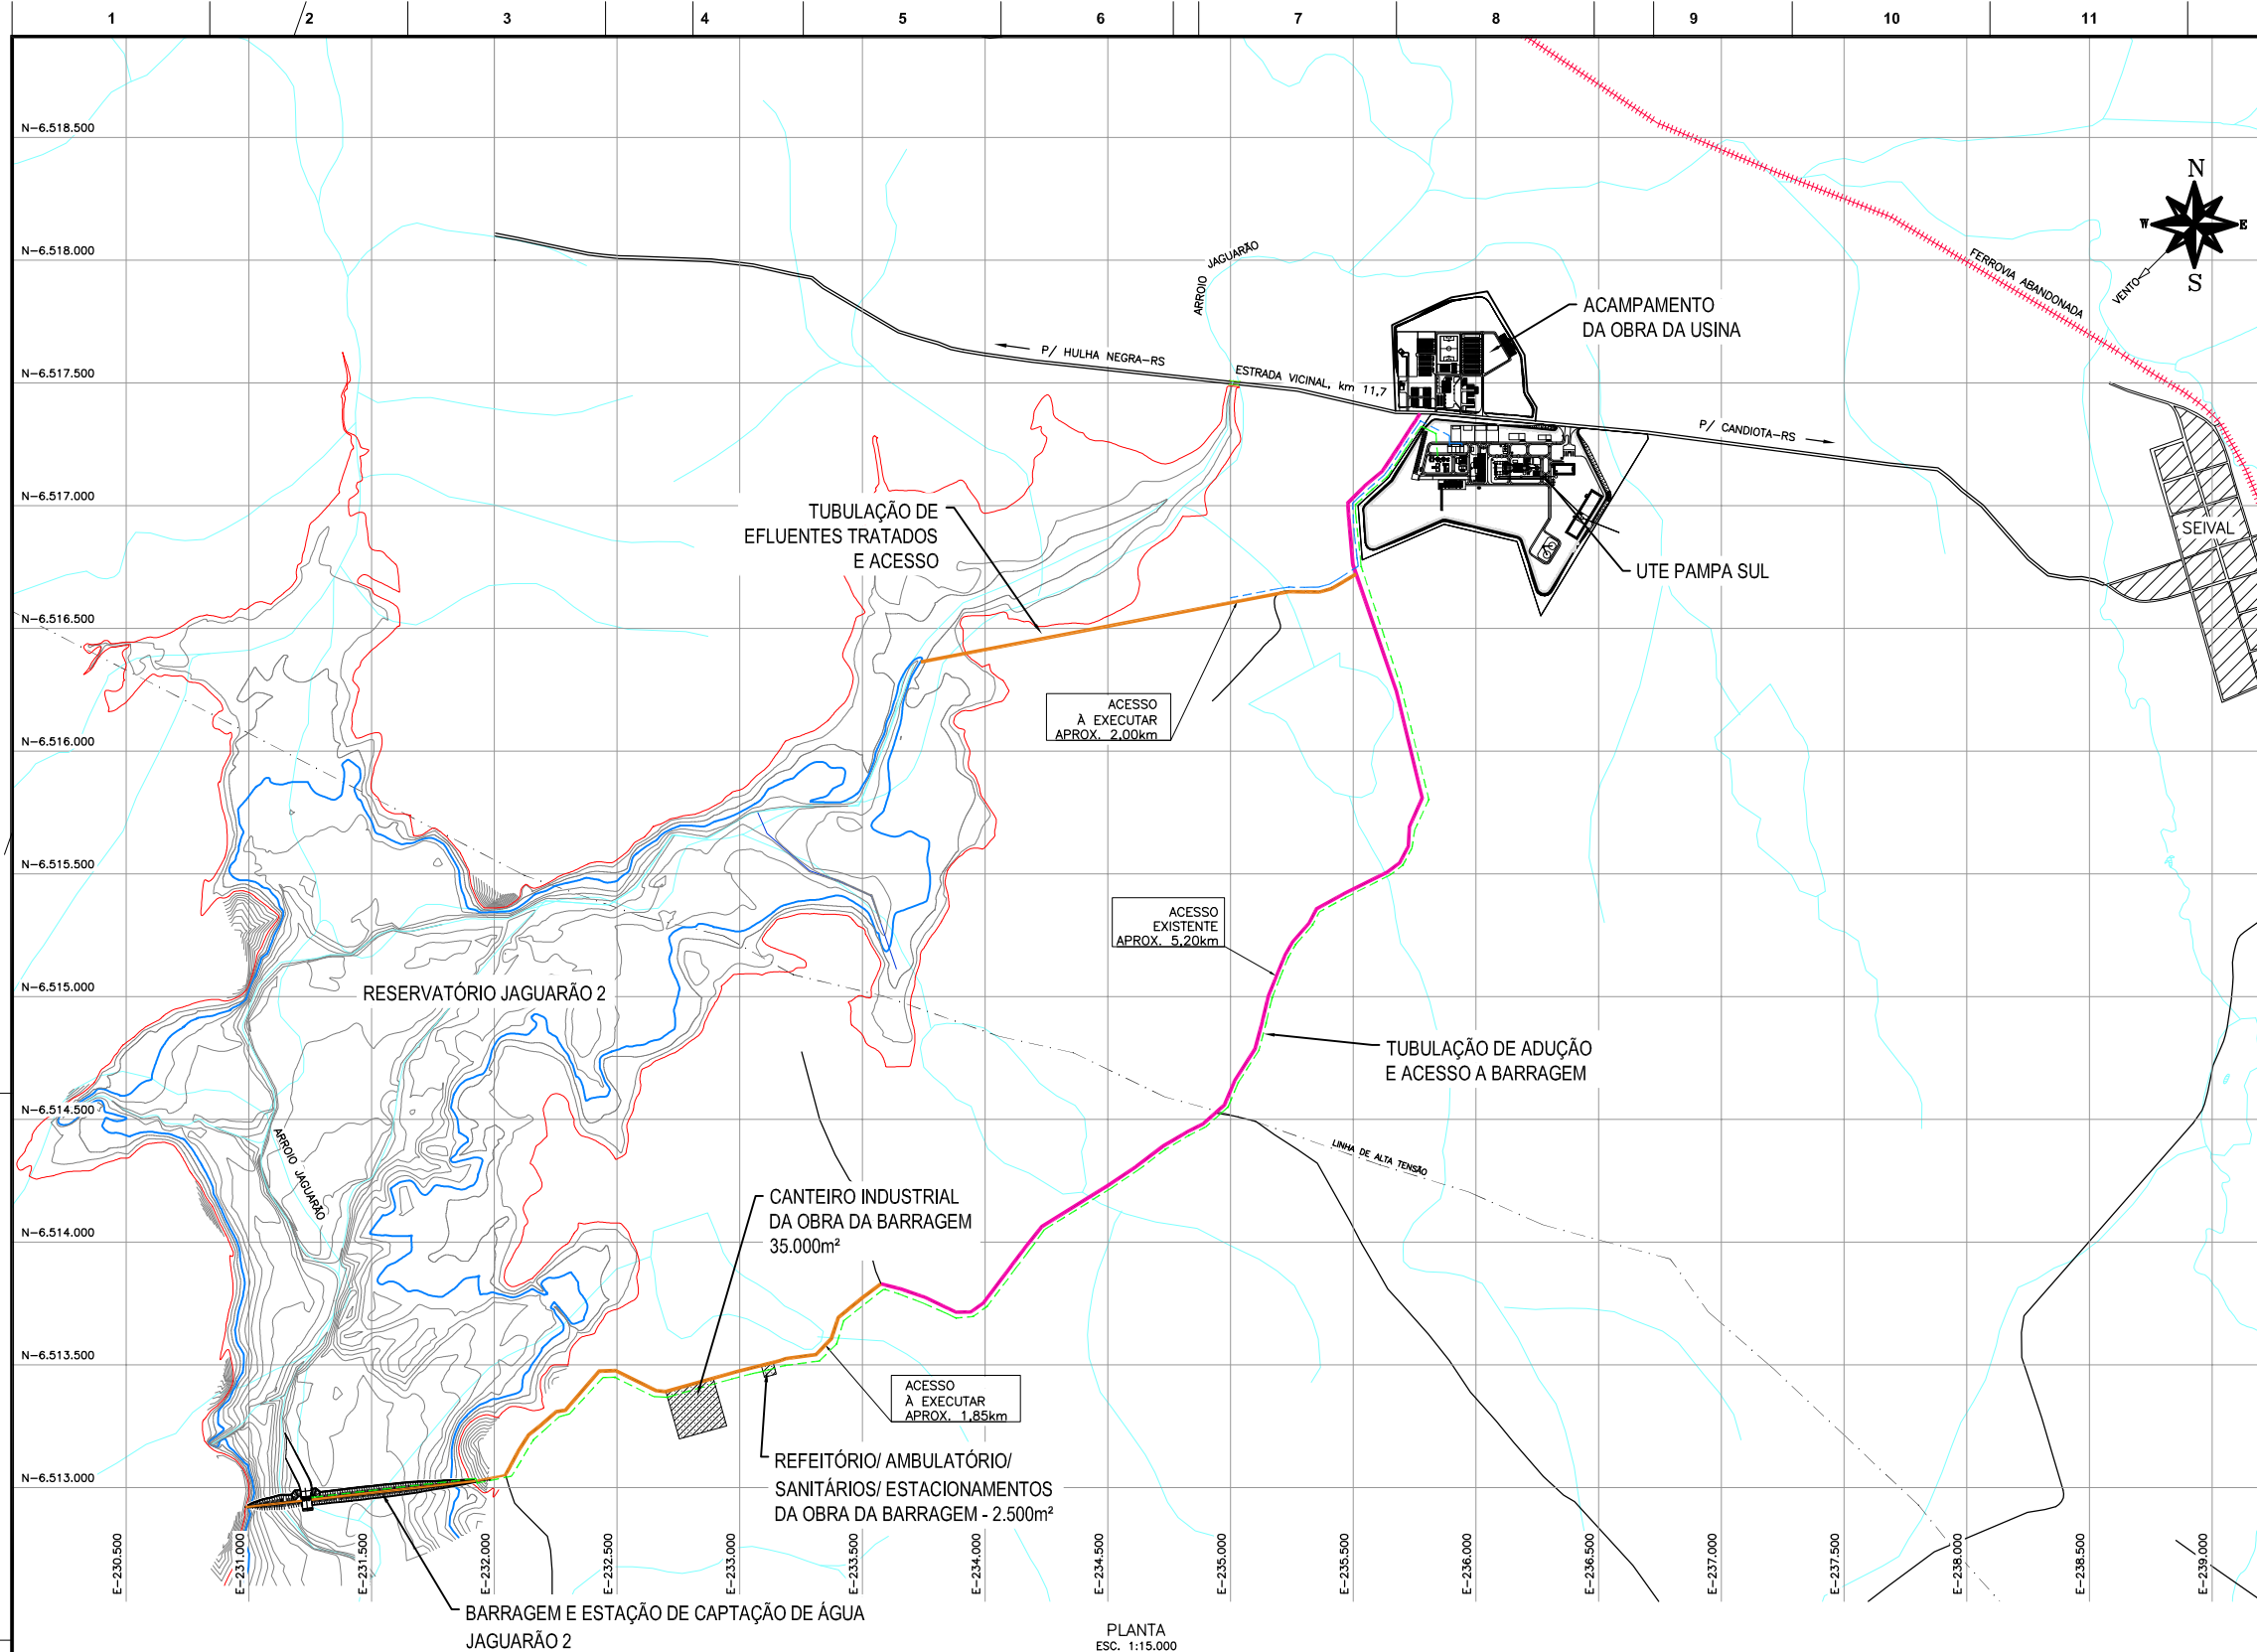 1 2 3 4 5 6 7 8 9 10 11
N-6.518.500
N
W E
S
VENTO
N-6.518.000
ARROIO JAGUARÃO
FERROVIA ABANDONADA
ACAMPAMENTO
DA OBRA DA USINA
P/ HULHA NEGRA-RS
ESTRADA VICINAL, km 11,7
N-6.517.500
P/ CANDIOTA-RS
N-6.517.000
TUBULAÇÃO DE
EFLUENTES TRATADOS
E ACESSO
SEIVAL
UTE PAMPA SUL
N-6.516.500
ACESSO
À EXECUTAR
APROX. 2,00km
N-6.516.000
N-6.515.500
ACESSO
EXISTENTE
APROX. 5,20km
N-6.515.000
RESERVATÓRIO JAGUARÃO 2
TUBULAÇÃO DE ADUÇÃO
E ACESSO A BARRAGEM
N-6.514.500
ARROIO JAGUARÃO
LINHA DE ALTA TENSÃO
CANTEIRO INDUSTRIAL
DA OBRA DA BARRAGEM
35.000m²
N-6.514.000
N-6.513.500
ACESSO
À EXECUTAR
APROX. 1,85km
REFEITÓRIO/ AMBULATÓRIO/
SANITÁRIOS/ ESTACIONAMENTOS
DA OBRA DA BARRAGEM - 2.500m²
N-6.513.000
E-230.500
E-231.000
E-231.500
E-232.000
E-232.500
E-233.000
E-233.500
E-234.000
E-234.500
E-235.000
E-235.500
E-236.000
E-236.500
E-237.000
E-237.500
E-238.000
E-238.500
E-239.000
BARRAGEM E ESTAÇÃO DE CAPTAÇÃO DE ÁGUA
JAGUARÃO 2
PLANTA
ESC. 1:15.000